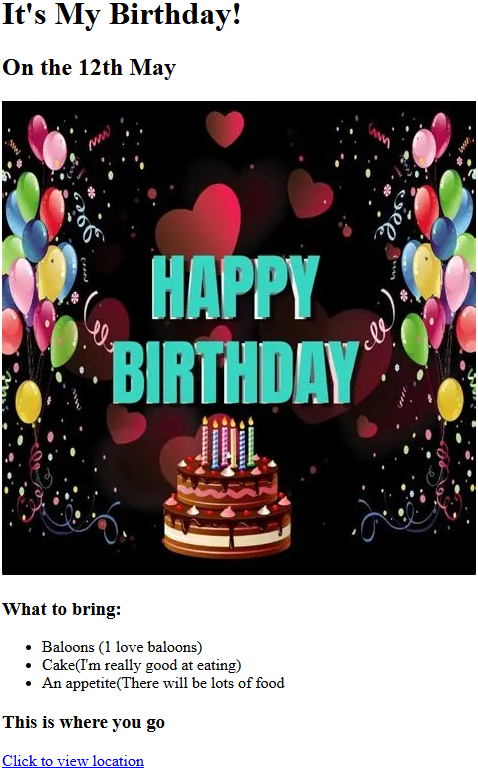 It's My Birthday!
On the 12th May
HAPPY
BIRTHDAY
What to bring:
Baloons (1 love baloons)
Cake(I'm really good at eating)
An appetite(There will be lots of food
This is where you go
Click to view location